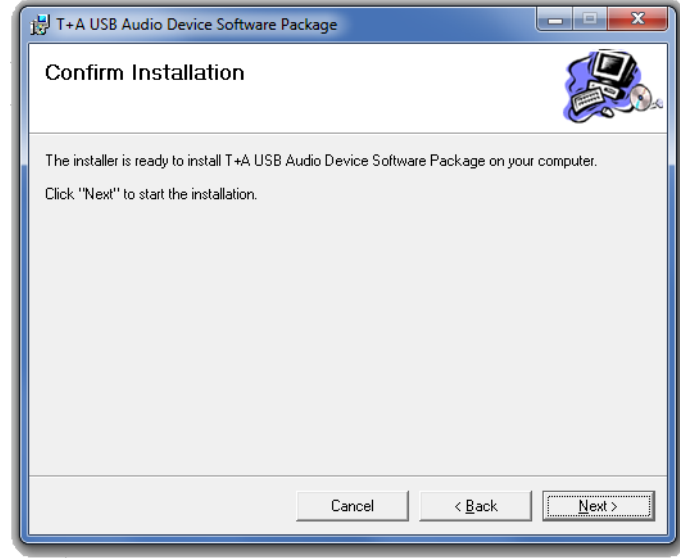 T+A USB Audio Device Software Package
Confirm Installation
The installer is ready to install T+A USB Audio Device Software Package on your computer.
Click "Next" to start the installation.
Cancel
< Back
Next >